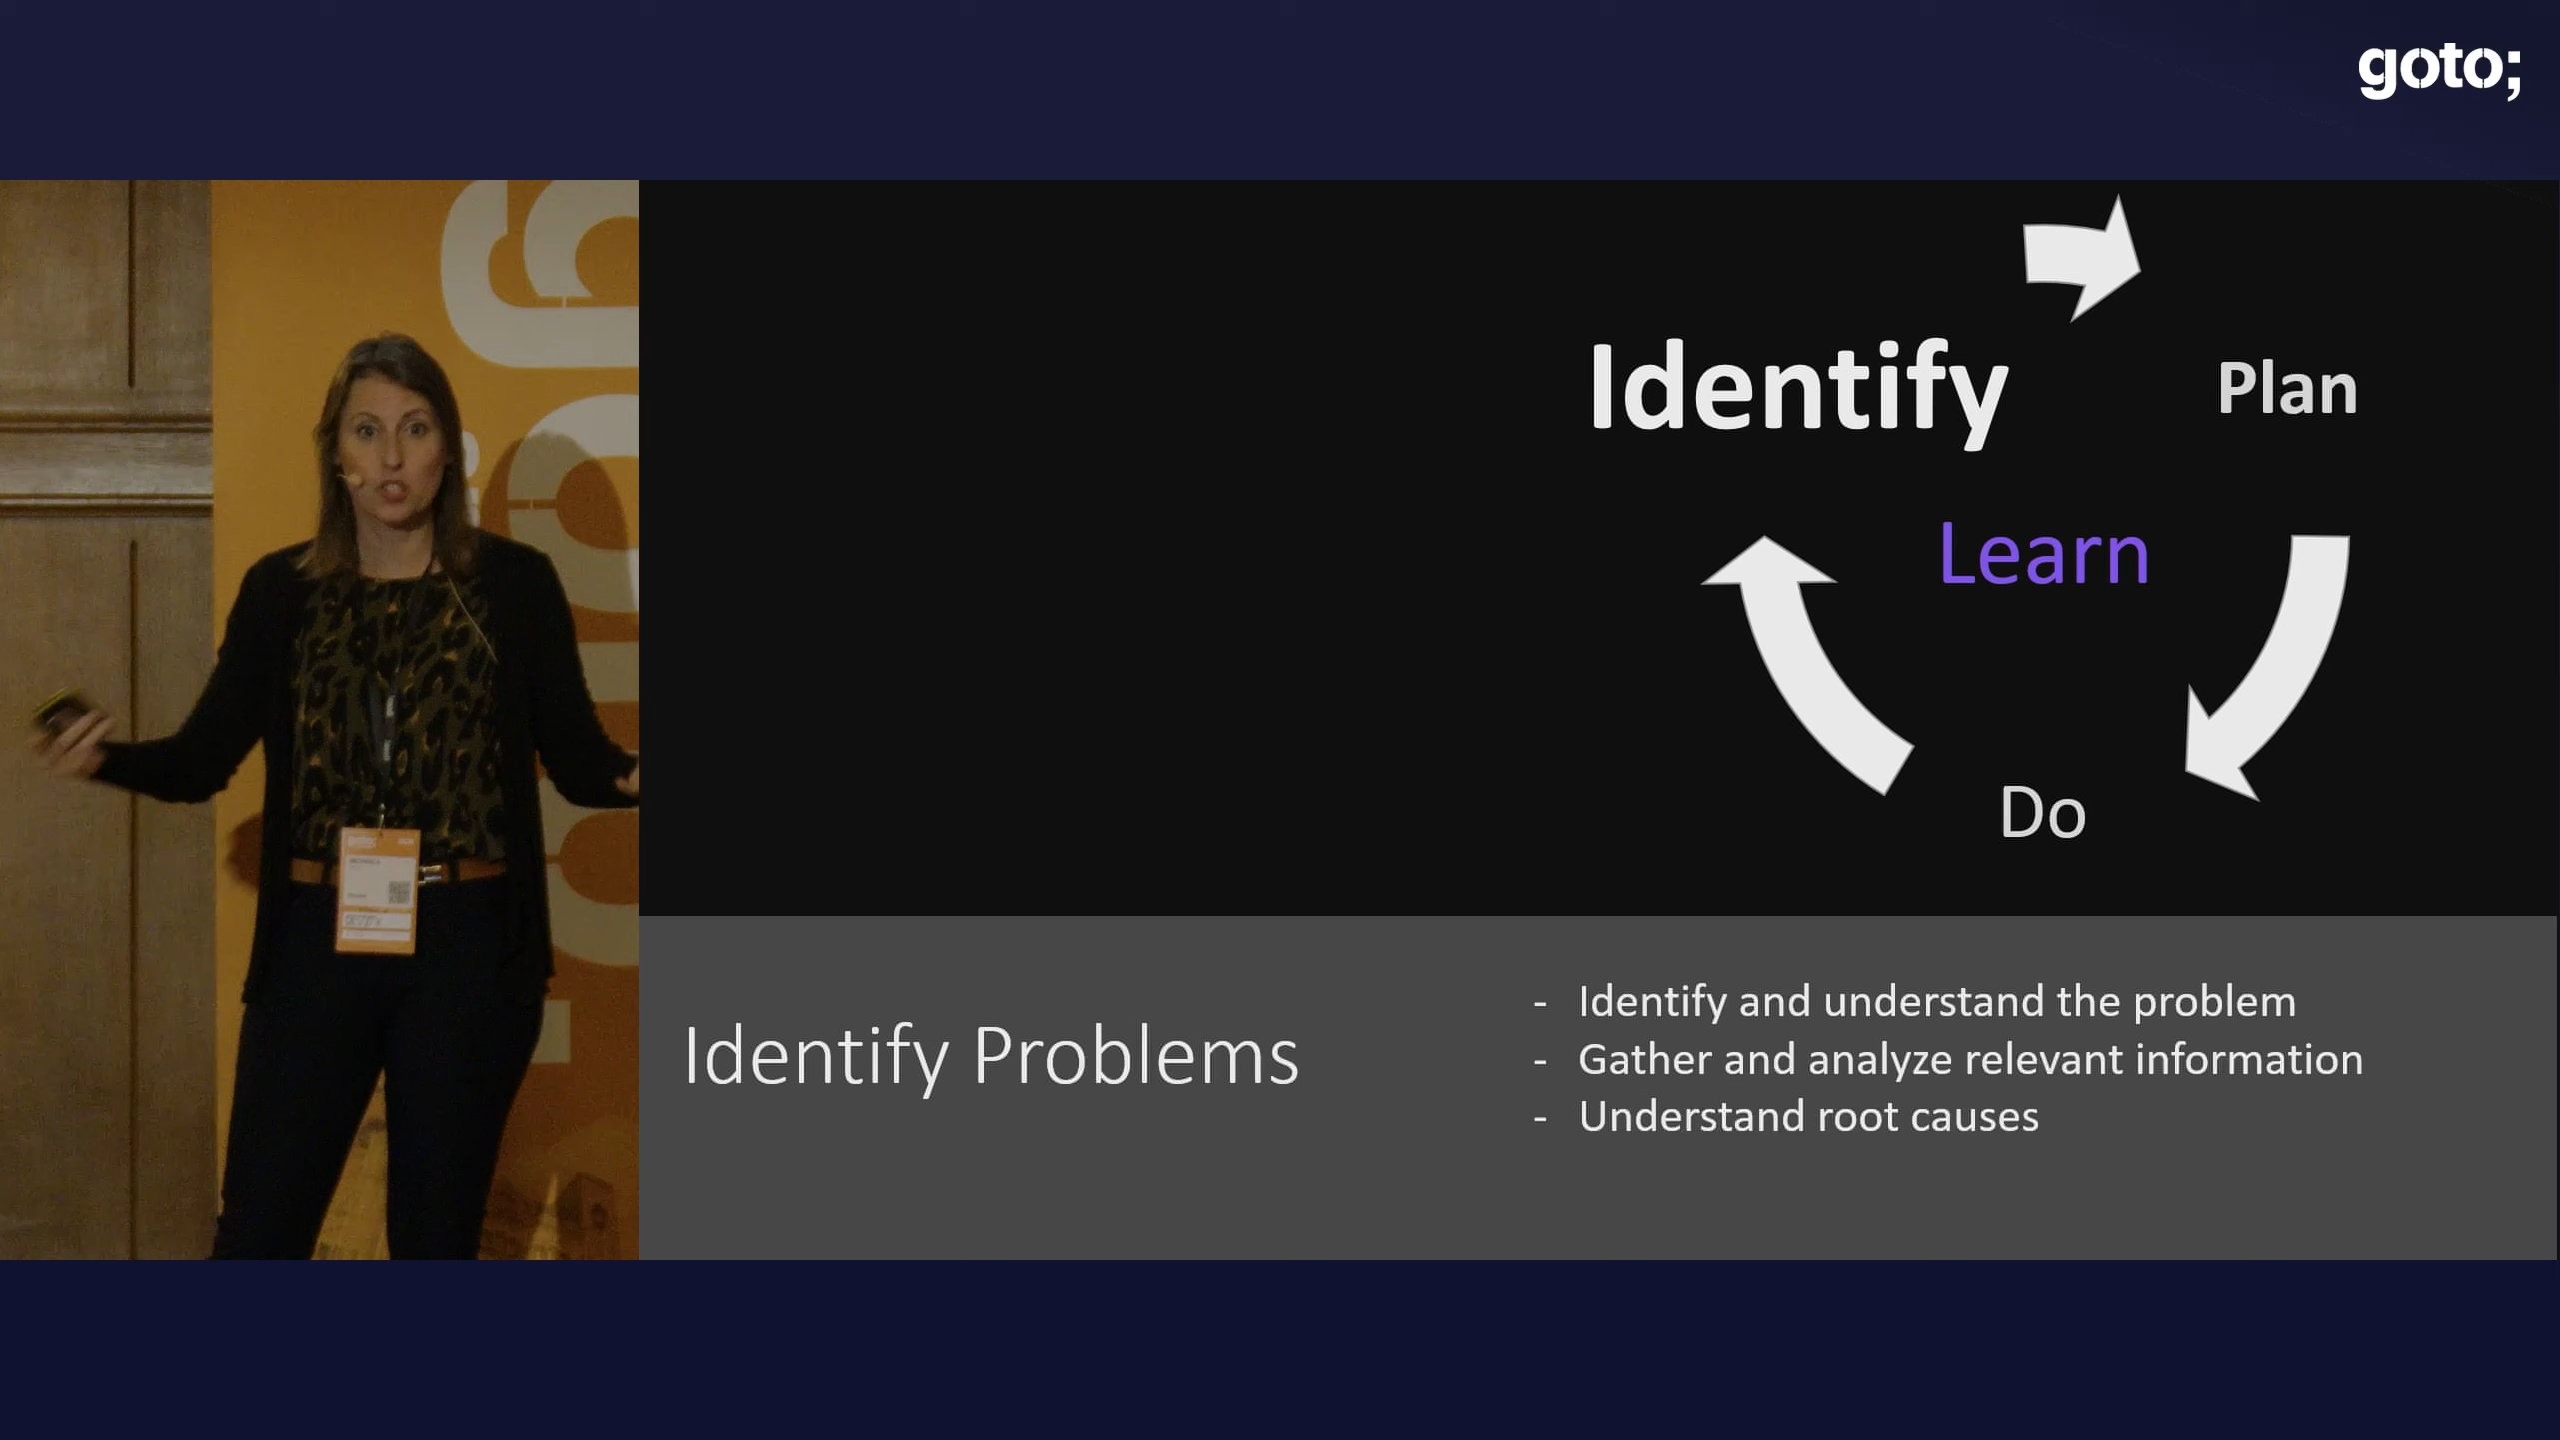 goto;
Identify
Plan
Learn
Do
Identify Problems
- Identify and understand the problem
- Gather and analyze relevant information
- Understand root causes